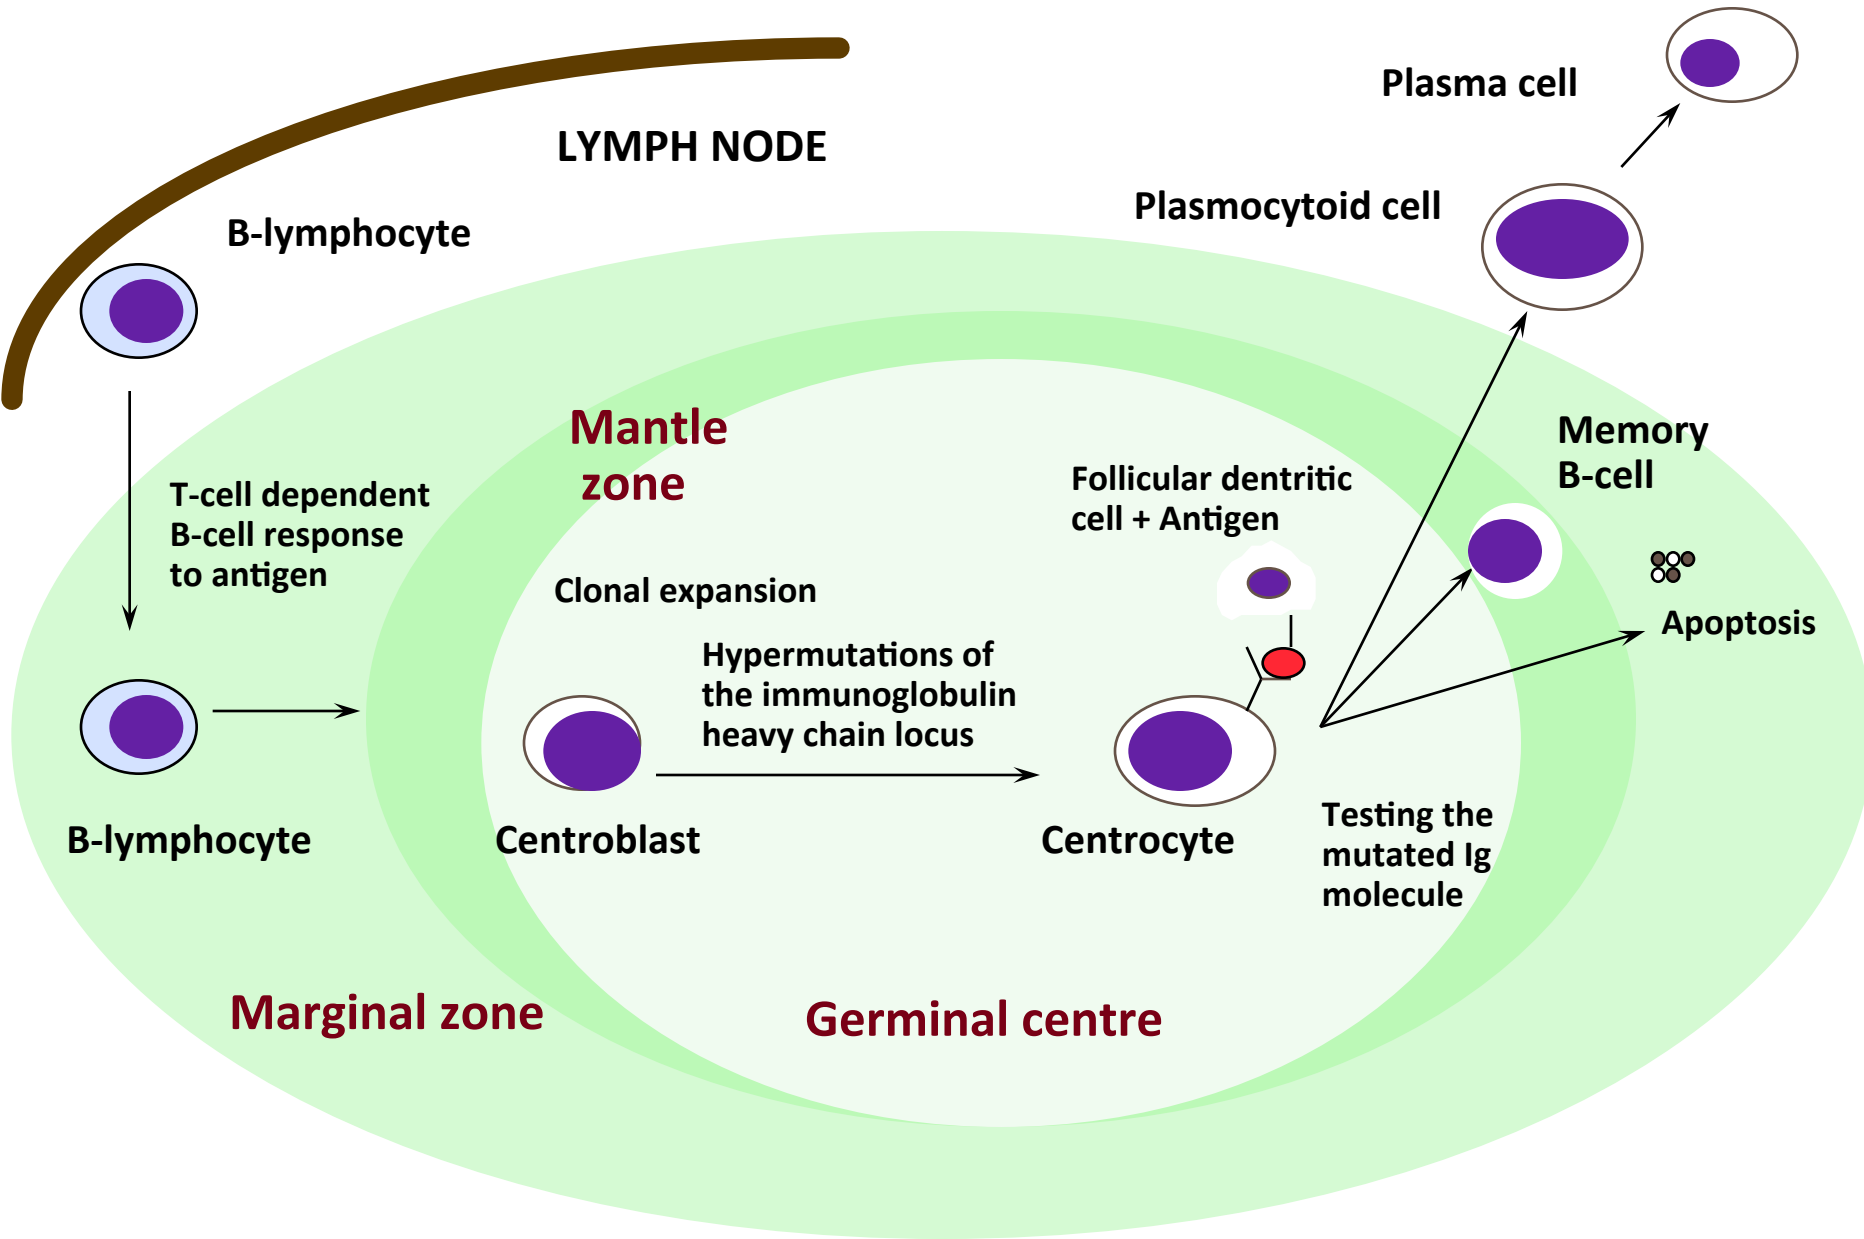 Plasma cell
LYMPH NODE
Plasmocytoid cell
B-lymphocyte
Mantle
zone
Memory
B-cell
T-cell dependent
B-cell response
to antigen
Follicular dentritic
cell + Antigen
Clonal expansion
Apoptosis
Hypermutations of
the immunoglobulin
heavy chain locus
B-lymphocyte
Centroblast
Centrocyte
Testing the
mutated Ig
molecule
Marginal zone
Germinal centre